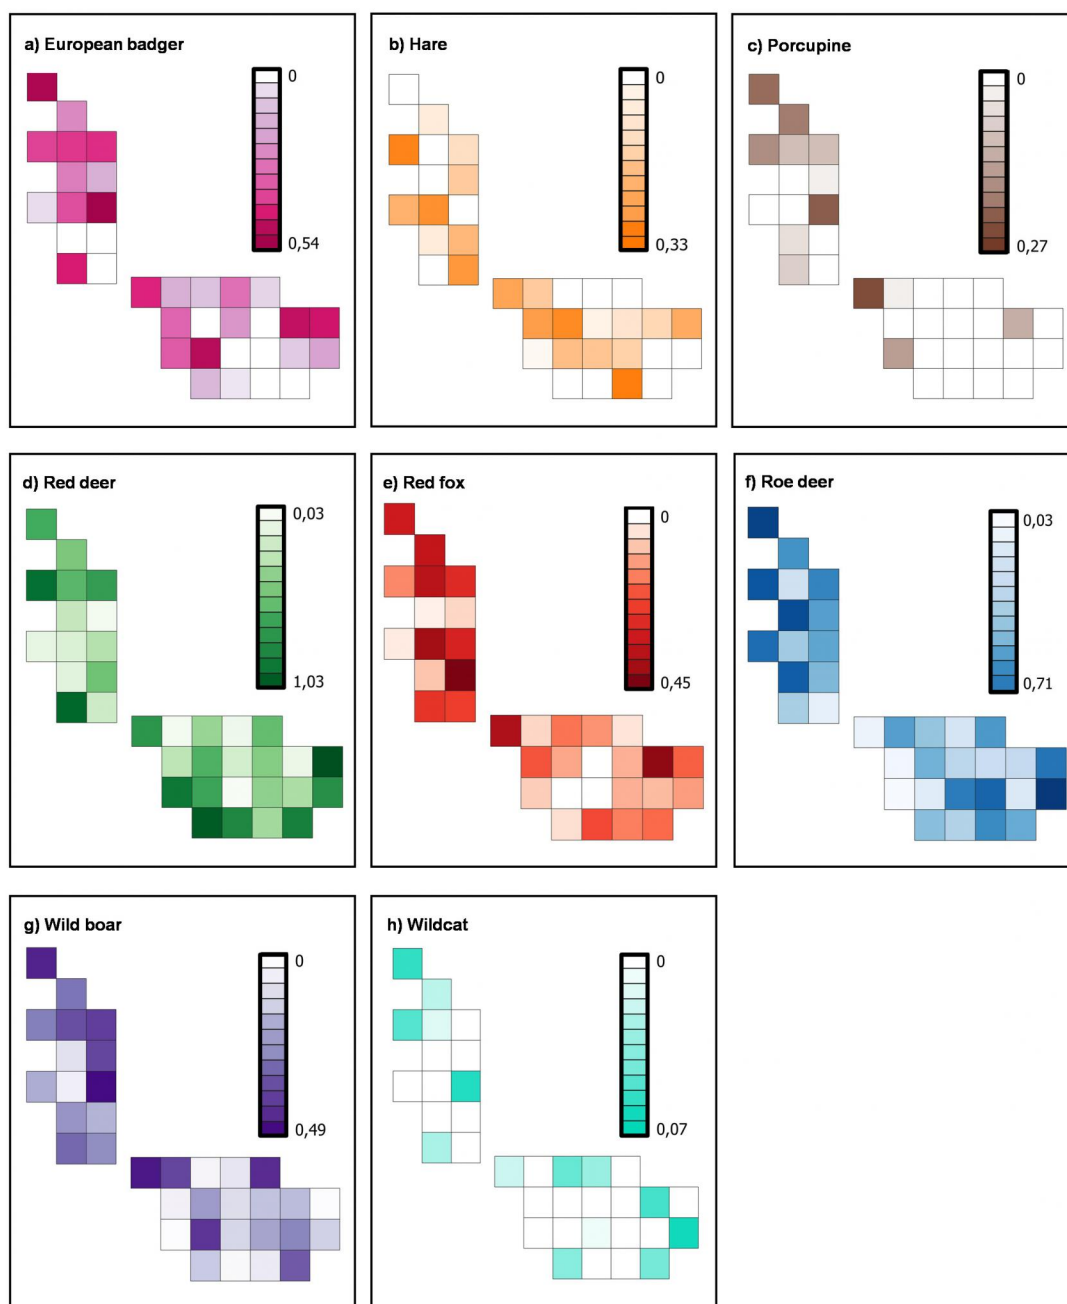 a) European badger
0
0,54
b) Hare
0
0,33
c) Porcupine
0
0,27
d) Red deer
0,03
1,03
e) Red fox
0
0,45
f) Roe deer
0,03
0,71
g) Wild boar
0
0,49
h) Wildcat
0
0,07